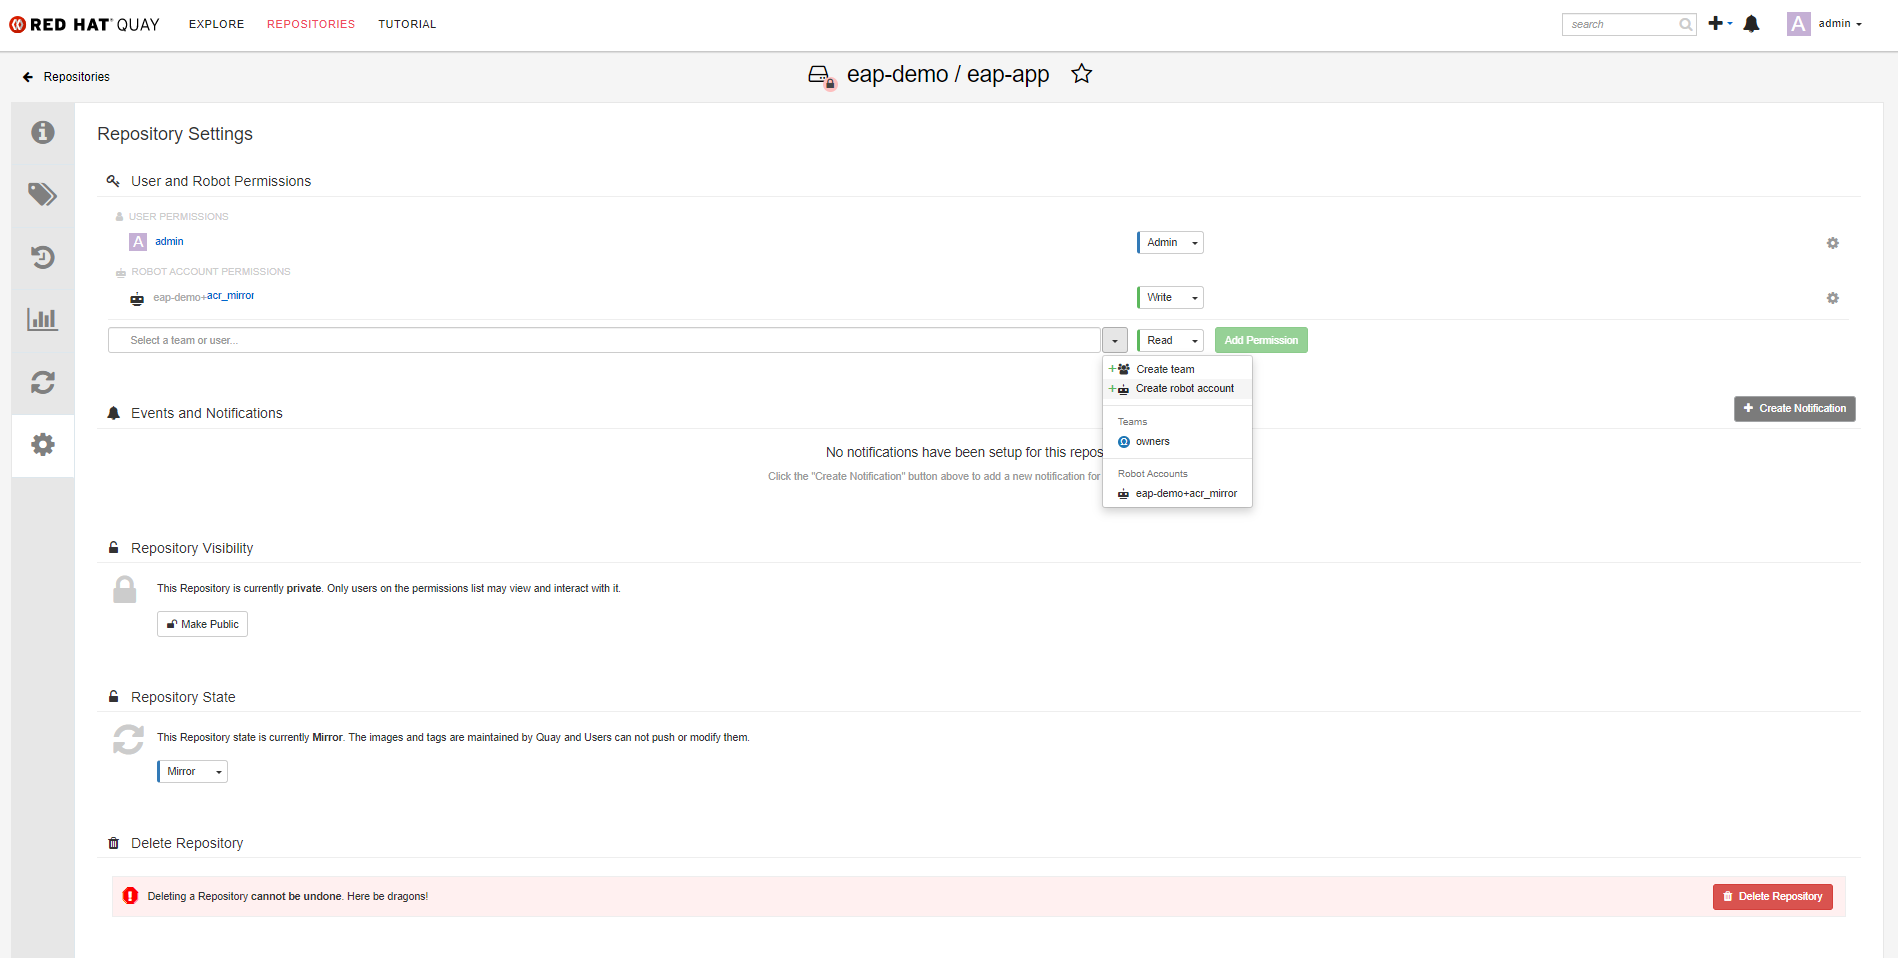 RED HAT QUAY EXPLORE REPOSITORIES TUTORIAL search A admin
Repositories
eap-demo / eap-app
Repository Settings
User and Robot Permissions
USER PERMISSIONS
A admin Admin
ROBOT ACCOUNT PERMISSIONS
eap-demo+acr_mirror Write
Select a team or user... Read Add Permission
Create team
Create robot account
Teams
O owners
Robot Accounts
eap-demo+acr_mirror
Events and Notifications Create Notification
No notifications have been setup for this repos
Click the "Create Notification" button above to add a new notification for
Repository Visibility
This Repository is currently private. Only users on the permissions list may view and interact with it.
Make Public
Repository State
This Repository state is currently Mirror. The images and tags are maintained by Quay and Users can not push or modify them.
Mirror
Delete Repository
Deleting a Repository cannot be undone. Here be dragons! Delete Repository